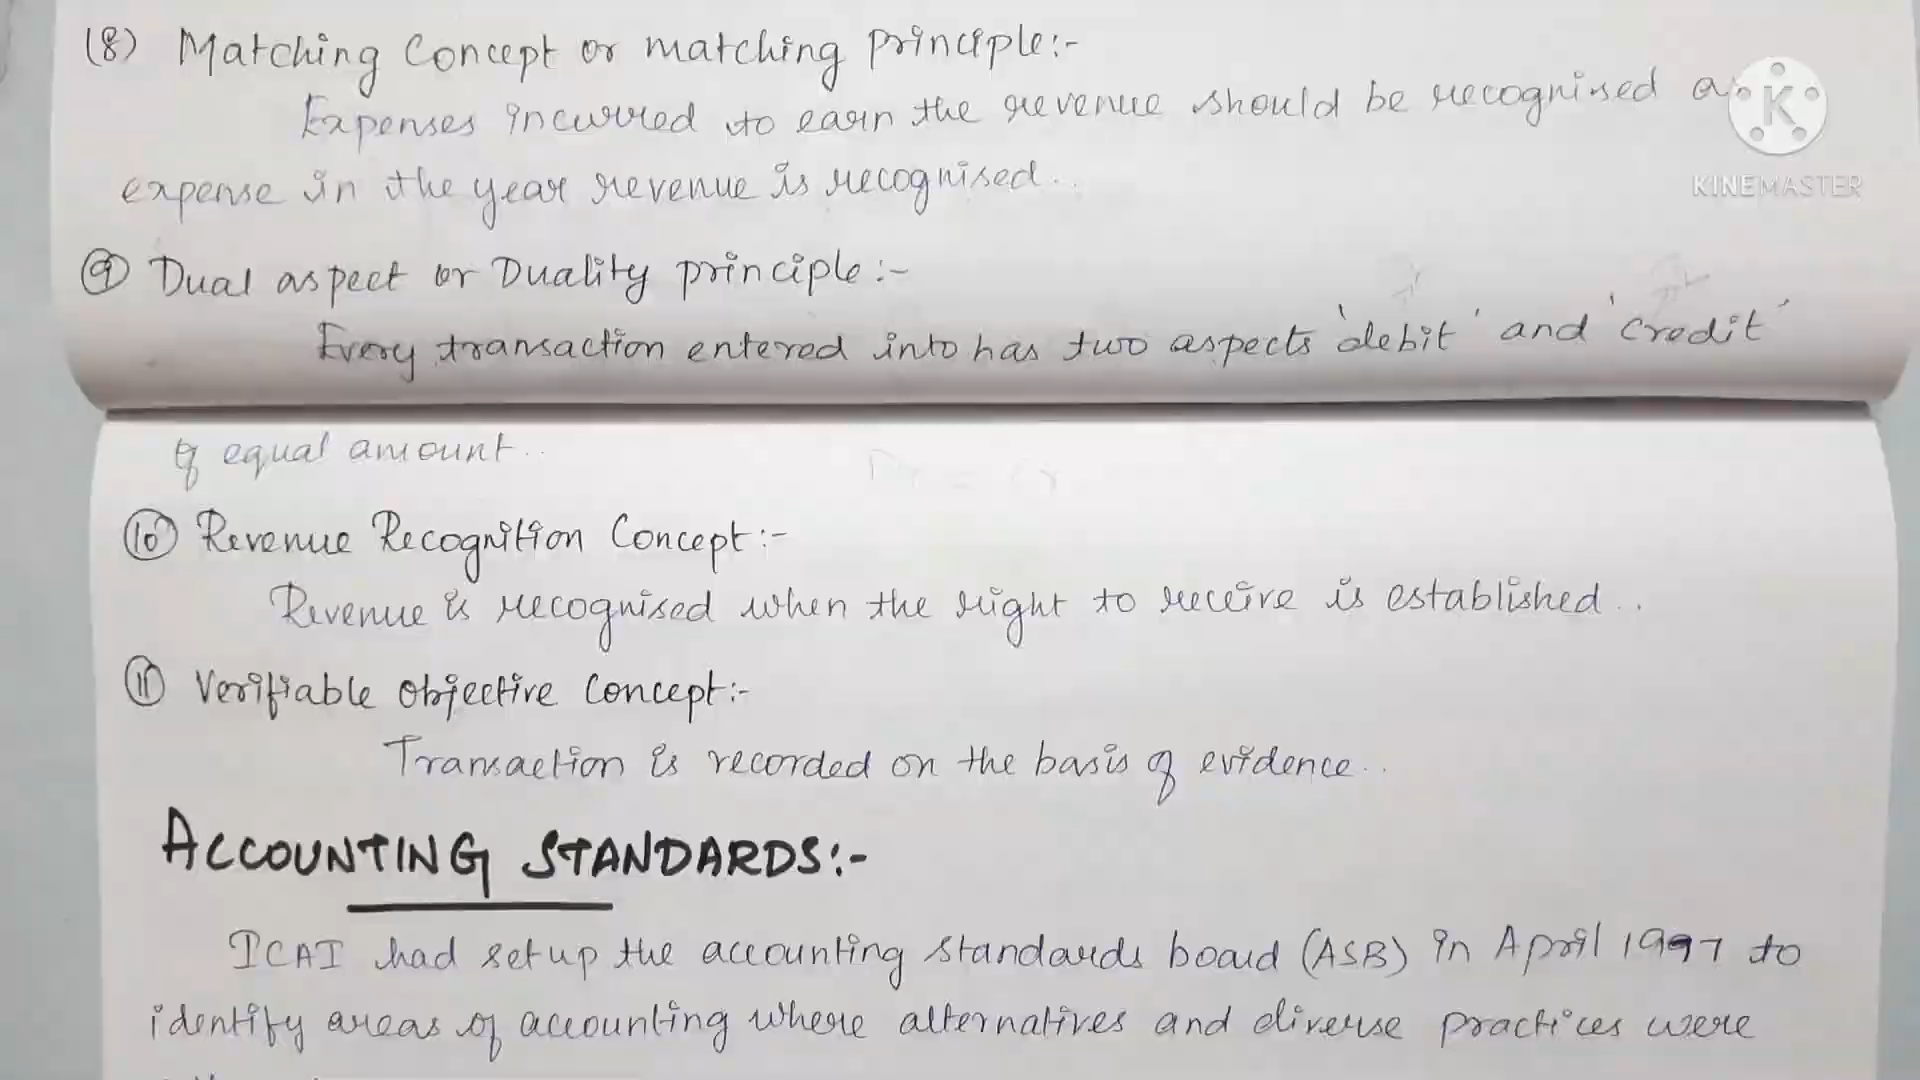 (8) Matching Concept or matching principle:-
Expenses incurred to earn the revenue should be recognised as
expense in the year revenue is recognised..
(9) Dual aspect or Duality principle:-
Every transaction entered into has two aspects 'debit' and 'credit'
of equal amount..
(10) Revenue Recognition Concept:-
Revenue is recognised when the right to receive is established..
(11) Verifiable objective Concept:-
Transaction is recorded on the basis of evidence..
ACCOUNTING STANDARDS:-
ICAI had set up the accounting standards board (ASB) in April 1997 to
identify areas of accounting where alternatives and diverse practices were
K
KINEMASTER